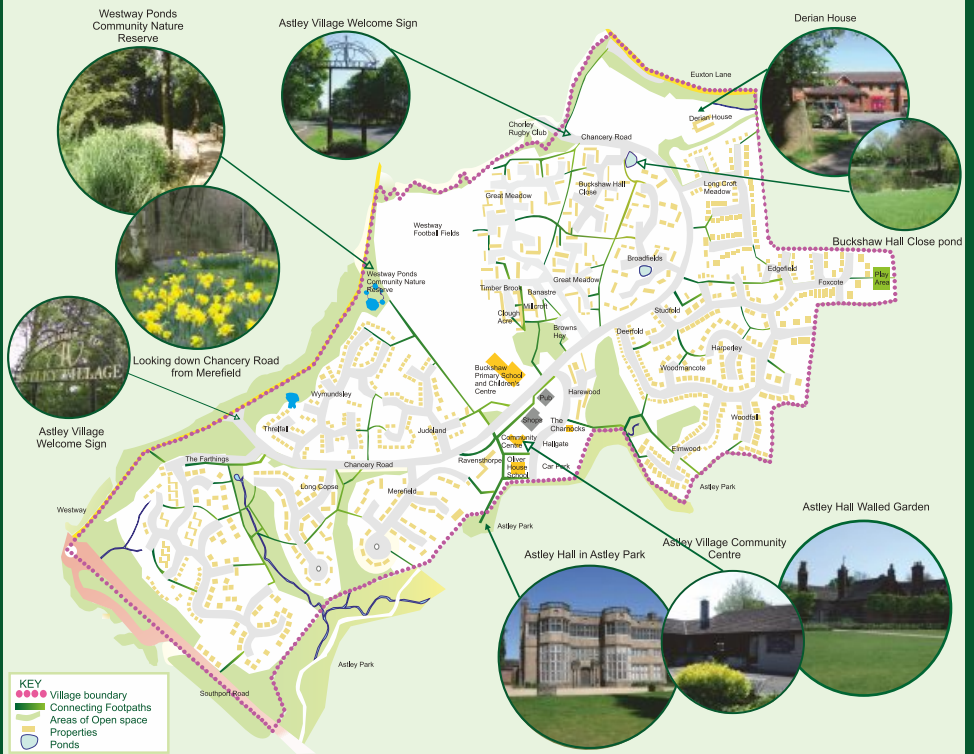 Westway Ponds
Community Nature
Reserve
Astley Village Welcome Sign
Derian House
Euxton Lane
Chorley
Rugby Club
Chancery Road
Derian House
Buckshaw Hall
Close
Long Croft
Meadow
Great Meadow
Westway
Football Fields
Buckshaw Hall Close pond
Broadfields
Edgefield
Westway Ponds
Community Nature
Reserve
Timber Brook
Banastre
Great Meadow
Foxcote
Play
Area
Millcroft
Clough
Acre
Studfold
Browns
Hey
Deerfold
Harperley
Looking down Chancery Road
from Merefield
Buckshaw
Primary School
and Children's
Centre
Woodmancote
ASTLEY VILLAGE
Wymundsley
Harewood
Pub
Astley Village
Welcome Sign
Threlfall
Judeland
Shops
The
Charnocks
Woodfall
Community
Centre
Hallgate
Elmwood
The Farthings
Chancery Road
Ravensthorpe
Oliver
House
School
Car Park
Long Copse
Merefield
Astley Park
Westway
Astley Park
Astley Hall Walled Garden
Astley Hall in Astley Park
Astley Village Community
Centre
Astley Park
Southport Road
KEY
Village boundary
Connecting Footpaths
Areas of Open space
Properties
Ponds